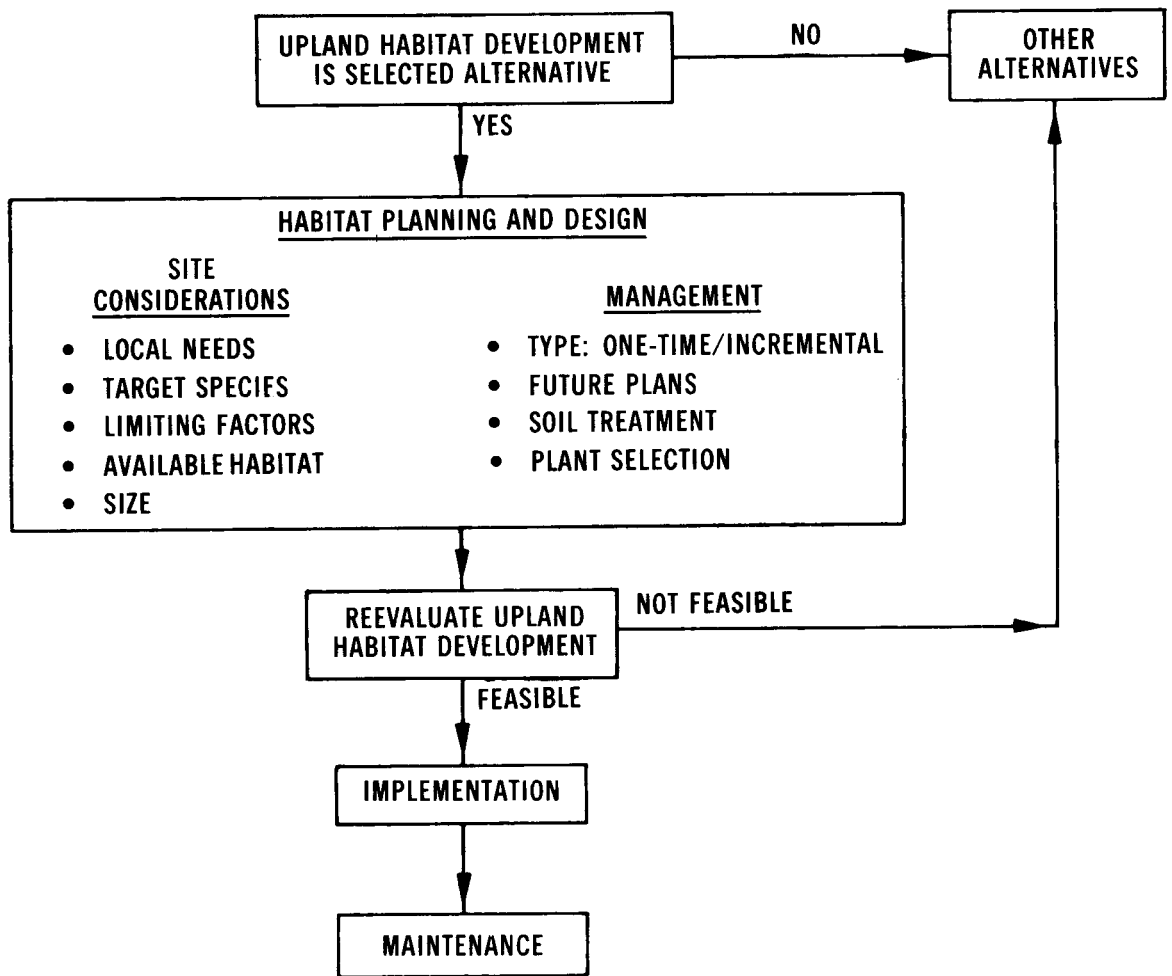 UPLAND HABITAT DEVELOPMENT
IS SELECTED ALTERNATIVE
NO
OTHER
ALTERNATIVES
YES
HABITAT PLANNING AND DESIGN
SITE
CONSIDERATIONS
• LOCAL NEEDS
• TARGET SPECIFS
• LIMITING FACTORS
• AVAILABLE HABITAT
• SIZE
MANAGEMENT
• TYPE: ONE-TIME/INCREMENTAL
• FUTURE PLANS
• SOIL TREATMENT
• PLANT SELECTION
REEVALUATE UPLAND
HABITAT DEVELOPMENT
NOT FEASIBLE
FEASIBLE
IMPLEMENTATION
MAINTENANCE